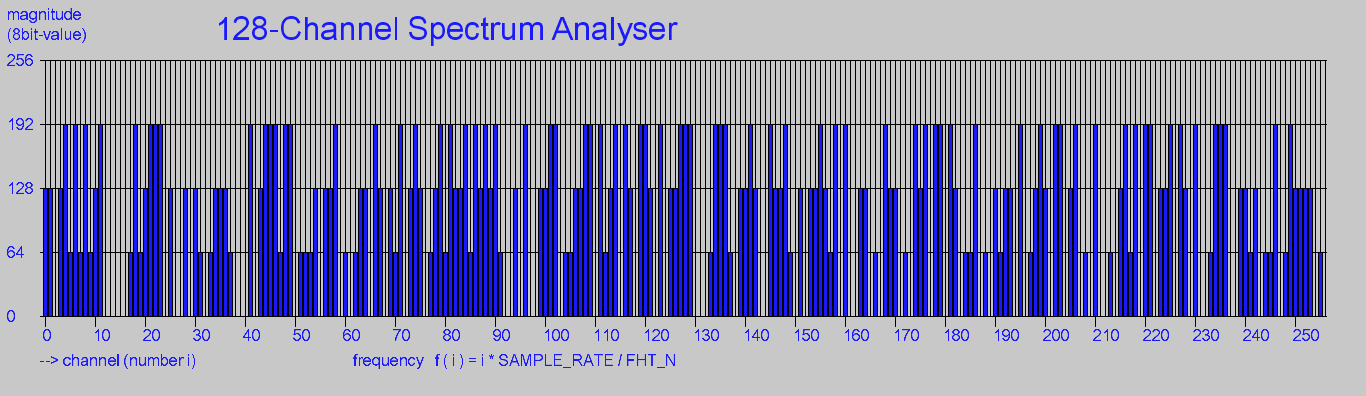 magnitude
(8bit-value)
128-Channel Spectrum Analyser
256
192
128
64
0
0 10 20 30 40 50 60 70 80 90 100 110 120 130 140 150 160 170 180 190 200 210 220 230 240 250
--> channel (number i)
frequency f ( i ) = i * SAMPLE_RATE / FHT_N